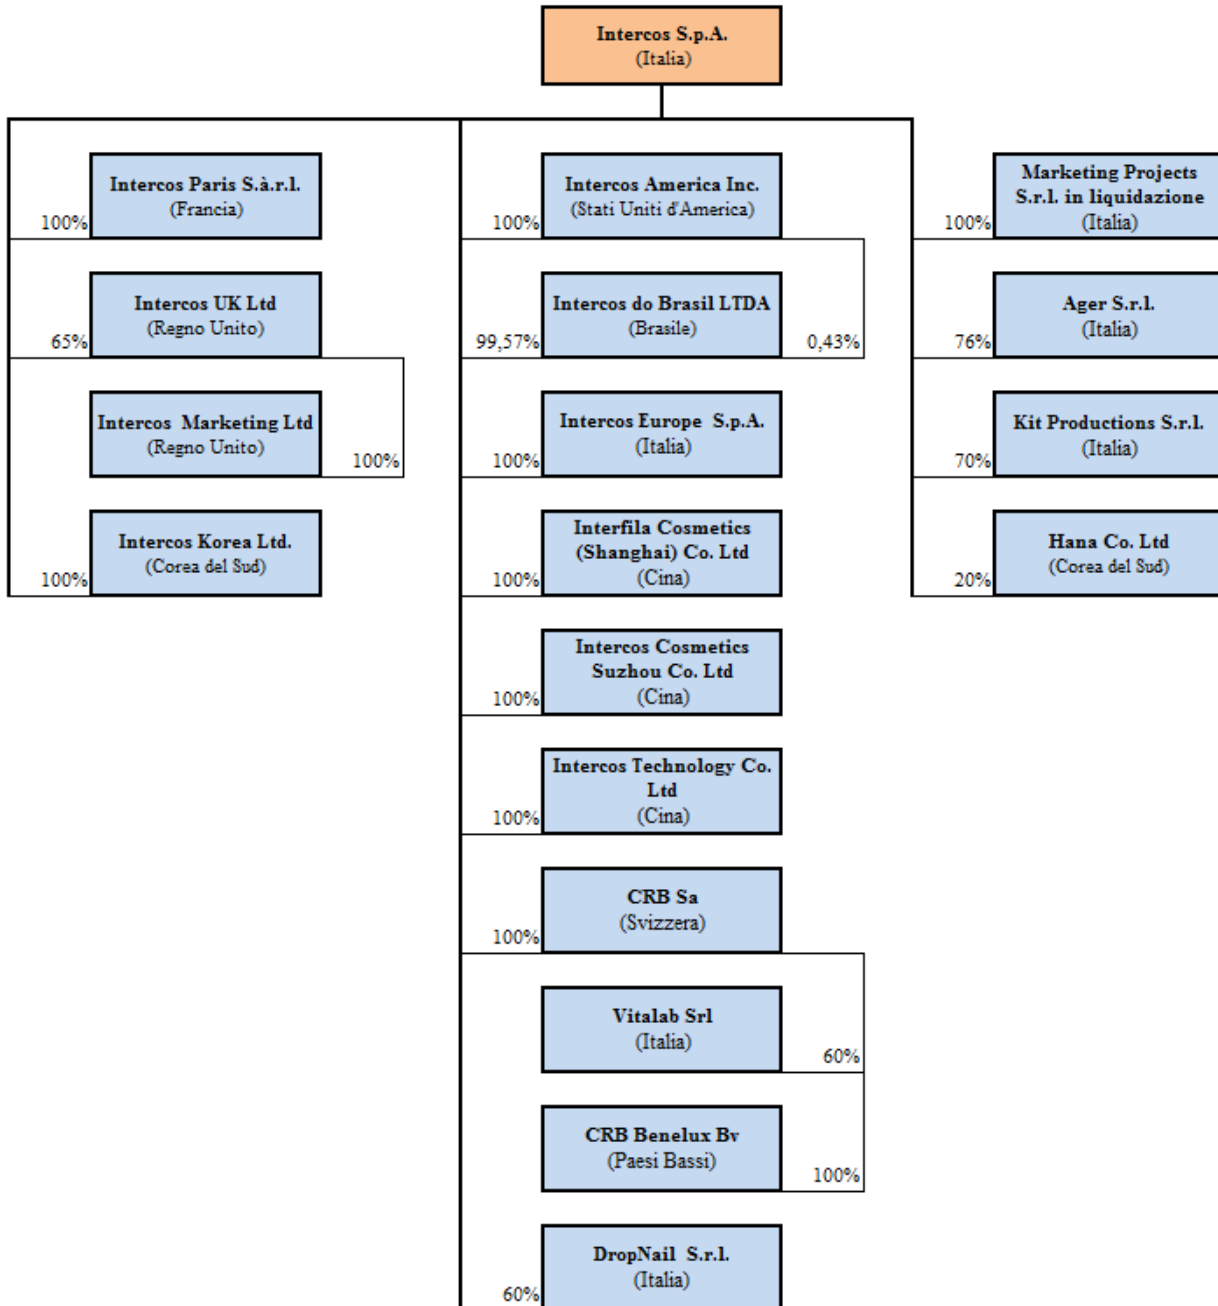 Intercos S.p.A.
(Italia)
Intercos Paris S.à.r.l.
(Francia)
100%
Intercos UK Ltd
(Regno Unito)
65%
Intercos Marketing Ltd
(Regno Unito)
100%
Intercos Korea Ltd.
(Corea del Sud)
100%
Intercos America Inc.
(Stati Uniti d'America)
100%
Intercos do Brasil LTDA
(Brasile)
99,57%
0,43%
Intercos Europe S.p.A.
(Italia)
100%
Interfila Cosmetics
(Shanghai) Co. Ltd
(Cina)
100%
Intercos Cosmetics
Suzhou Co. Ltd
(Cina)
100%
Intercos Technology Co.
Ltd
(Cina)
100%
CRB Sa
(Svizzera)
100%
Vitalab Srl
(Italia)
60%
CRB Benelux Bv
(Paesi Bassi)
100%
DropNail S.r.l.
(Italia)
60%
Marketing Projects
S.r.l. in liquidazione
(Italia)
100%
Ager S.r.l.
(Italia)
76%
Kit Productions S.r.l.
(Italia)
70%
Hana Co. Ltd
(Corea del Sud)
20%